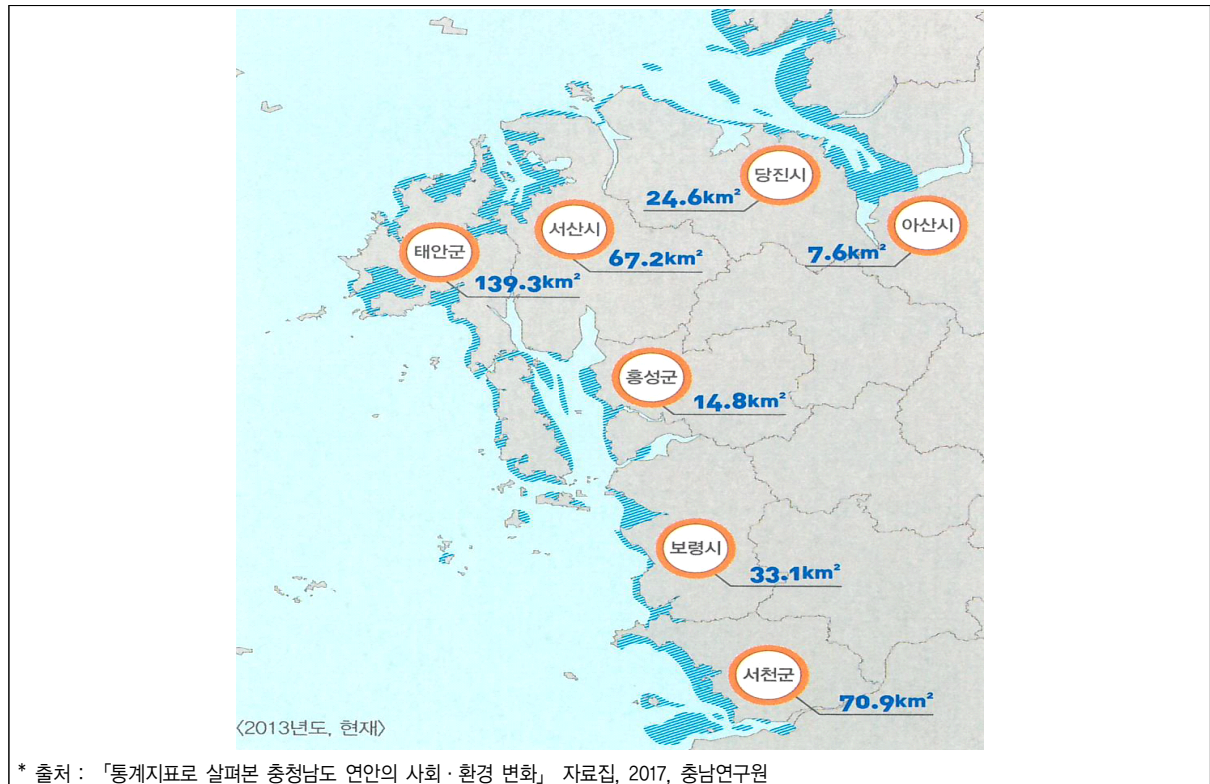 당진시
24.6km²
아산시
7.6km²
서산시
67.2km²
태안군
139.3km²
홍성군
14.8km²
보령시
33.1km²
서천군
70.9km²
〈2013년도, 현재〉
* 출처 : 「통계지표로 살펴본 충청남도 연안의 사회·환경 변화」 자료집, 2017, 충남연구원